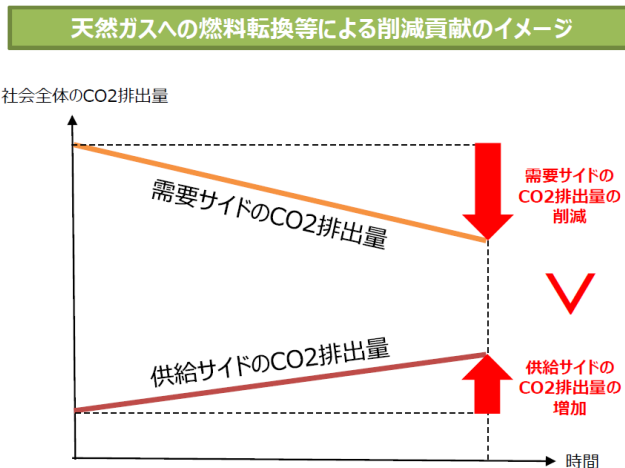 天然ガスへの燃料転換等による削減貢献のイメージ
社会全体のCO2排出量
需要サイドのCO2排出量
需要サイドの
CO2排出量の
削減
供給サイドのCO2排出量
供給サイドの
CO2排出量の
増加
時間